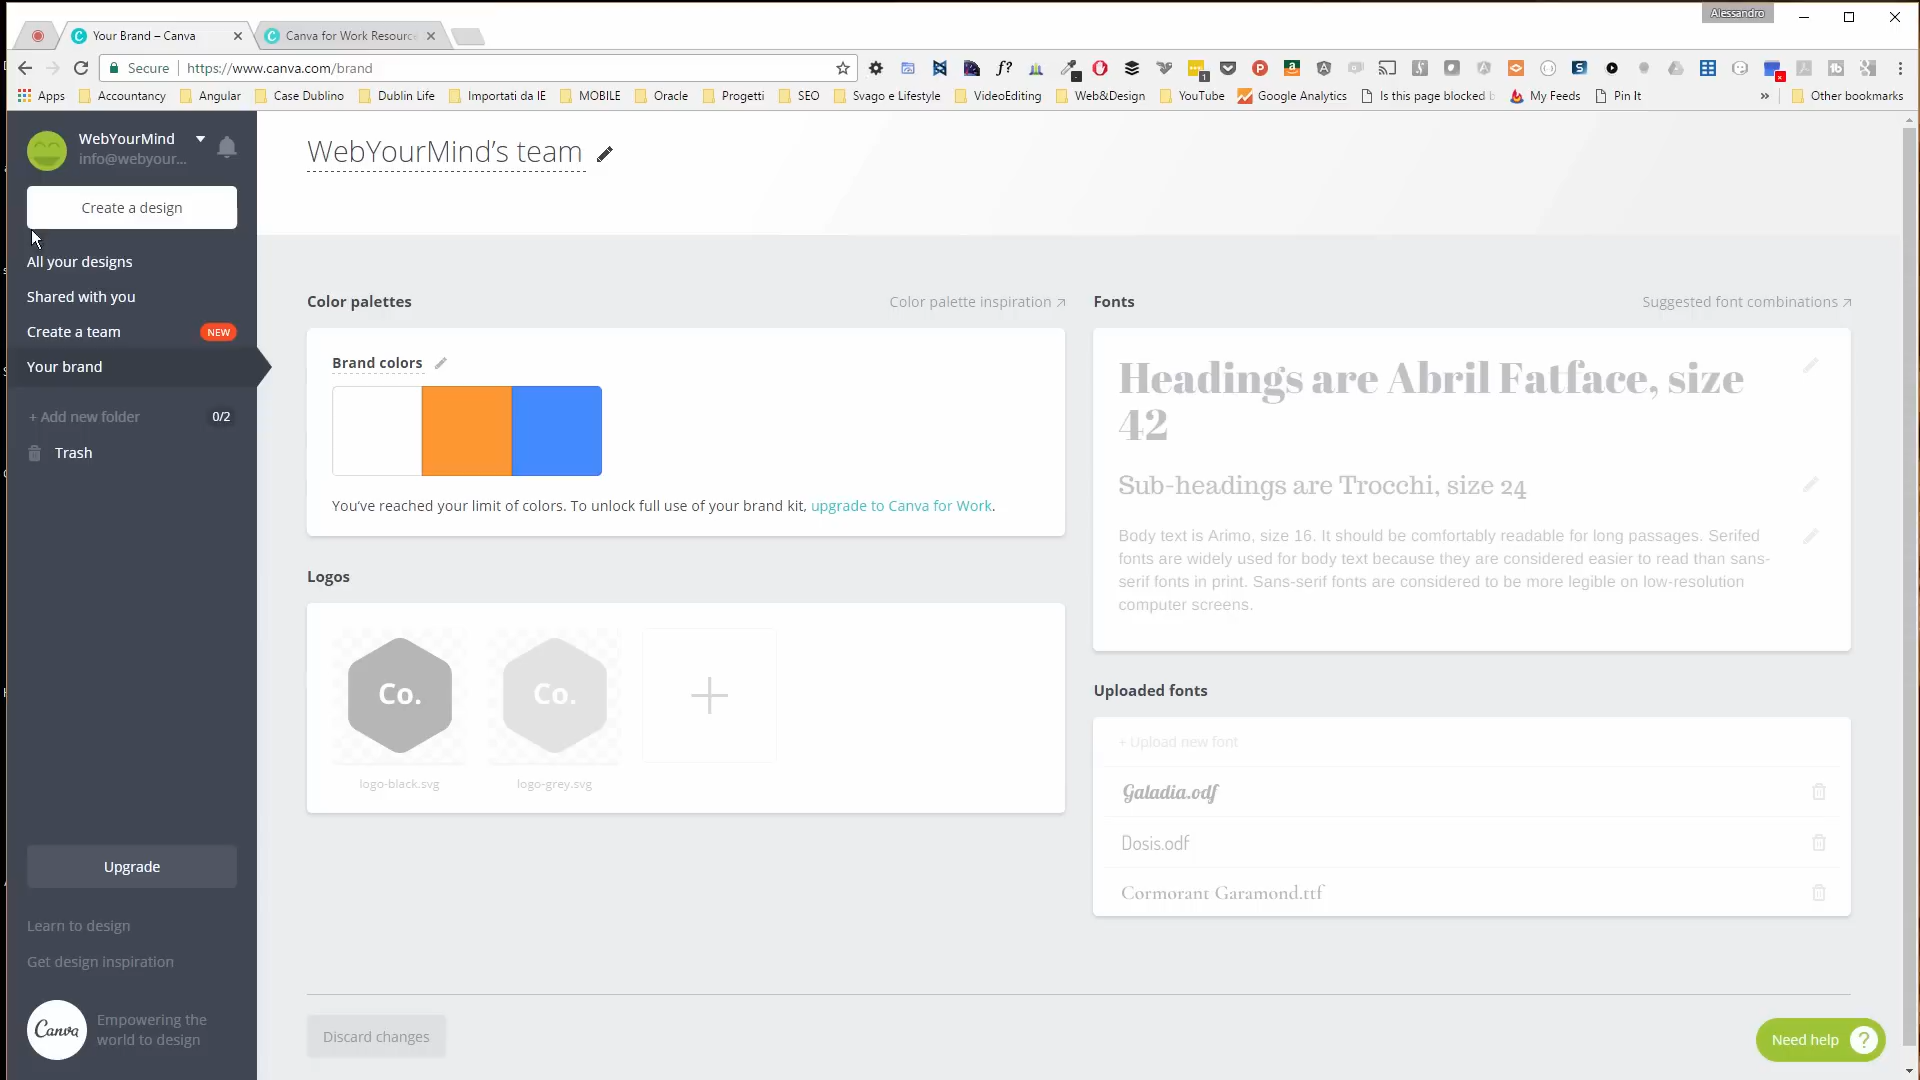 Alessandro
Your Brand – Canva
Canva for Work Resourc
Secure
https://www.canva.com/brand
Apps
Accountancy
Angular
Case Dublino
Dublin Life
Importati da IE
MOBILE
Oracle
Progetti
SEO
Svago e Lifestyle
VideoEditing
Web&Design
YouTube
Google Analytics
Is this page blocked
My Feeds
Pin It
»
Other bookmarks
WebYourMind
info@webyour...
Create a design
All your designs
Shared with you
Create a team
NEW
Your brand
+ Add new folder
0/2
Trash
Upgrade
Learn to design
Get design inspiration
Canva
Empowering the
world to design
WebYourMind’s team
Color palettes
Color palette inspiration ↗
Brand colors
You’ve reached your limit of colors. To unlock full use of your brand kit, upgrade to Canva for Work.
Logos
Co.
Co.
logo-black.svg
logo-grey.svg
Fonts
Suggested font combinations ↗
Headings are Abril Fatface, size
42
Sub-headings are Trocchi, size 24
Body text is Arimo, size 16. It should be comfortably readable for long passages. Serifed
fonts are widely used for body text because they are considered easier to read than sans-
serif fonts in print. Sans-serif fonts are considered to be more legible on low-resolution
computer screens.
Uploaded fonts
+ Upload new font
Galadia.odf
Dosis.odf
Cormorant Garamond.ttf
Discard changes
Need help ?